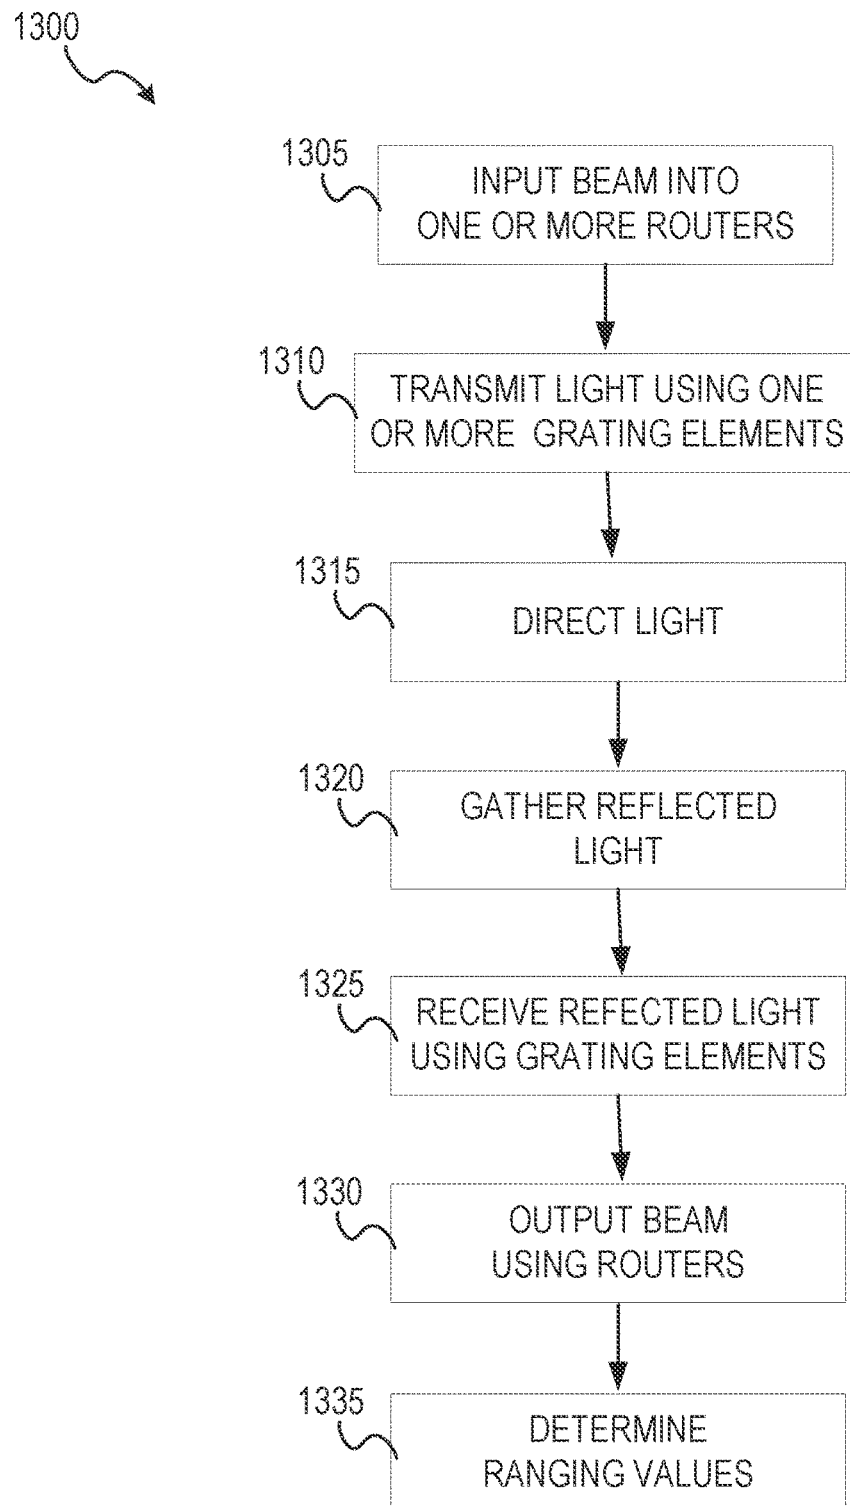 1300
1305
INPUT BEAM INTO
ONE OR MORE ROUTERS
1310
TRANSMIT LIGHT USING ONE
OR MORE GRATING ELEMENTS
1315
DIRECT LIGHT
1320
GATHER REFLECTED
LIGHT
1325
RECEIVE REFECTED LIGHT
USING GRATING ELEMENTS
1330
OUTPUT BEAM
USING ROUTERS
1335
DETERMINE
RANGING VALUES